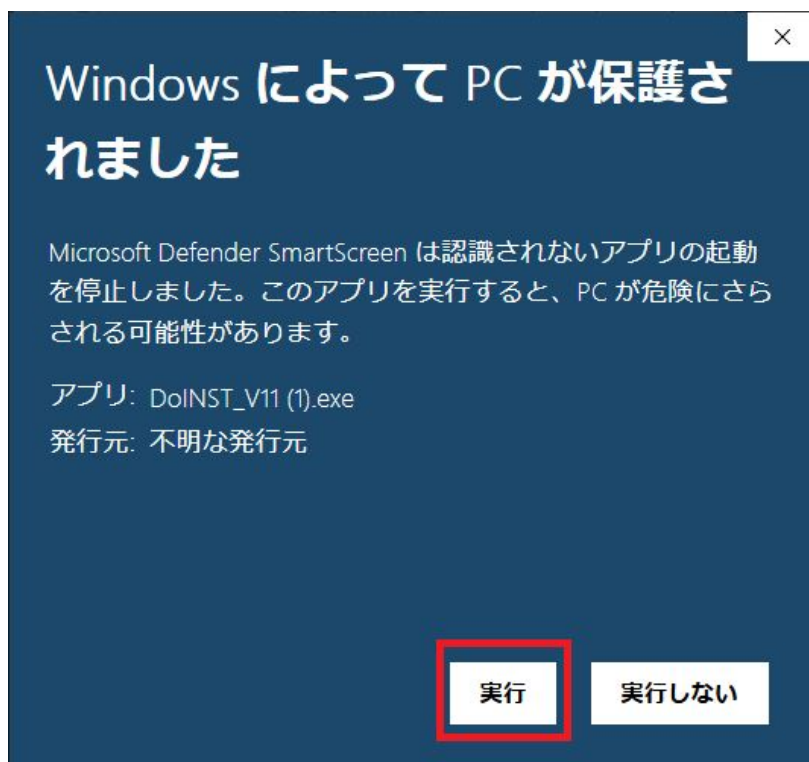 Windows によって PC が保護さ
れました
Microsoft Defender SmartScreen は認識されないアプリの起動
を停止しました。このアプリを実行すると、PC が危険にさら
される可能性があります。
アプリ: DoINST_V11 (1).exe
発行元: 不明な発行元
実行 実行しない